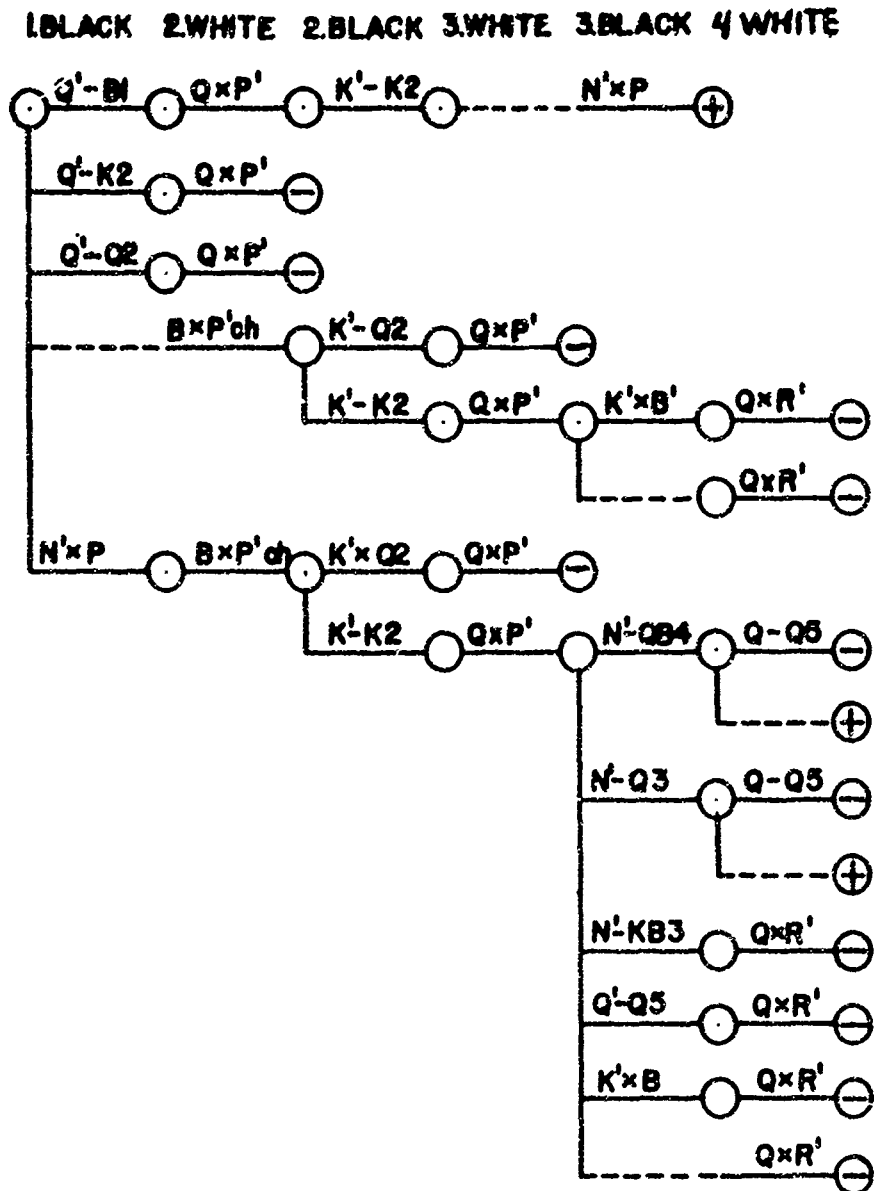 1.BLACK 2.WHITE 2.BLACK 3.WHITE 3.BLACK 4 WHITE
Q'-B1 Q×P' K'-K2 N'×P +
Q'-K2 Q×P' −
Q'-Q2 Q×P' −
B×P'ch K'-Q2 Q×P' −
K'-K2 Q×P' K'×B' Q×R' −
Q×R' −
N'×P B×P'ch K'×Q2 Q×P' −
K'-K2 Q×P' N'-QB4 Q-Q5 −
+
N'-Q3 Q-Q5 −
+
N'-KB3 Q×R' −
Q'-Q5 Q×R' −
K'×B Q×R' −
Q×R' −